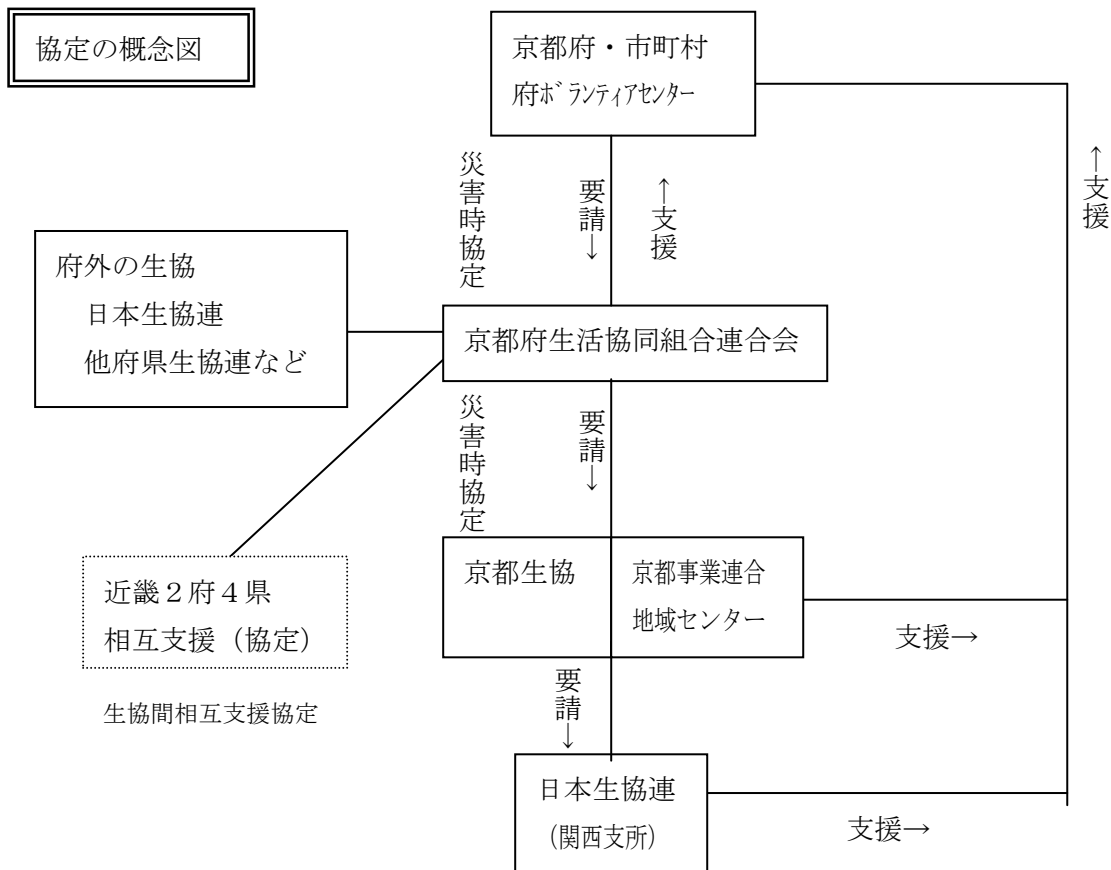 協定の概念図
京都府・市町村
府ボランティアセンター
災害時協定
要請↓
↑支援
↑支援
府外の生協
日本生協連
他府県生協連など
京都府生活協同組合連合会
災害時協定
要請↓
京都生協
京都事業連合
地域センター
近畿2府4県
相互支援(協定)
支援→
生協間相互支援協定
要請↓
日本生協連
(関西支所)
支援→